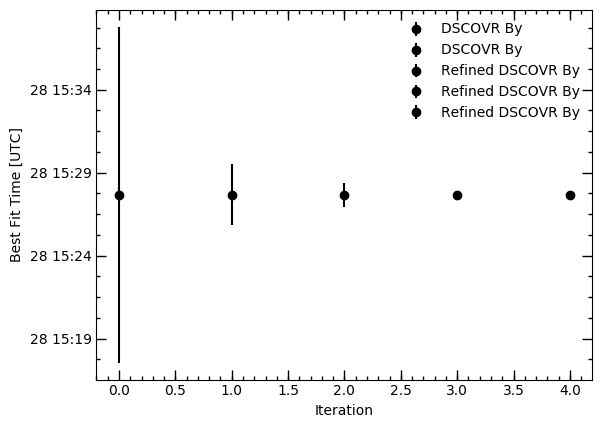 DSCOVR By
DSCOVR By
Refined DSCOVR By
Refined DSCOVR By
Refined DSCOVR By
28 15:34
28 15:29
28 15:24
28 15:19
Best Fit Time [UTC]
0.0 0.5 1.0 1.5 2.0 2.5 3.0 3.5 4.0
Iteration